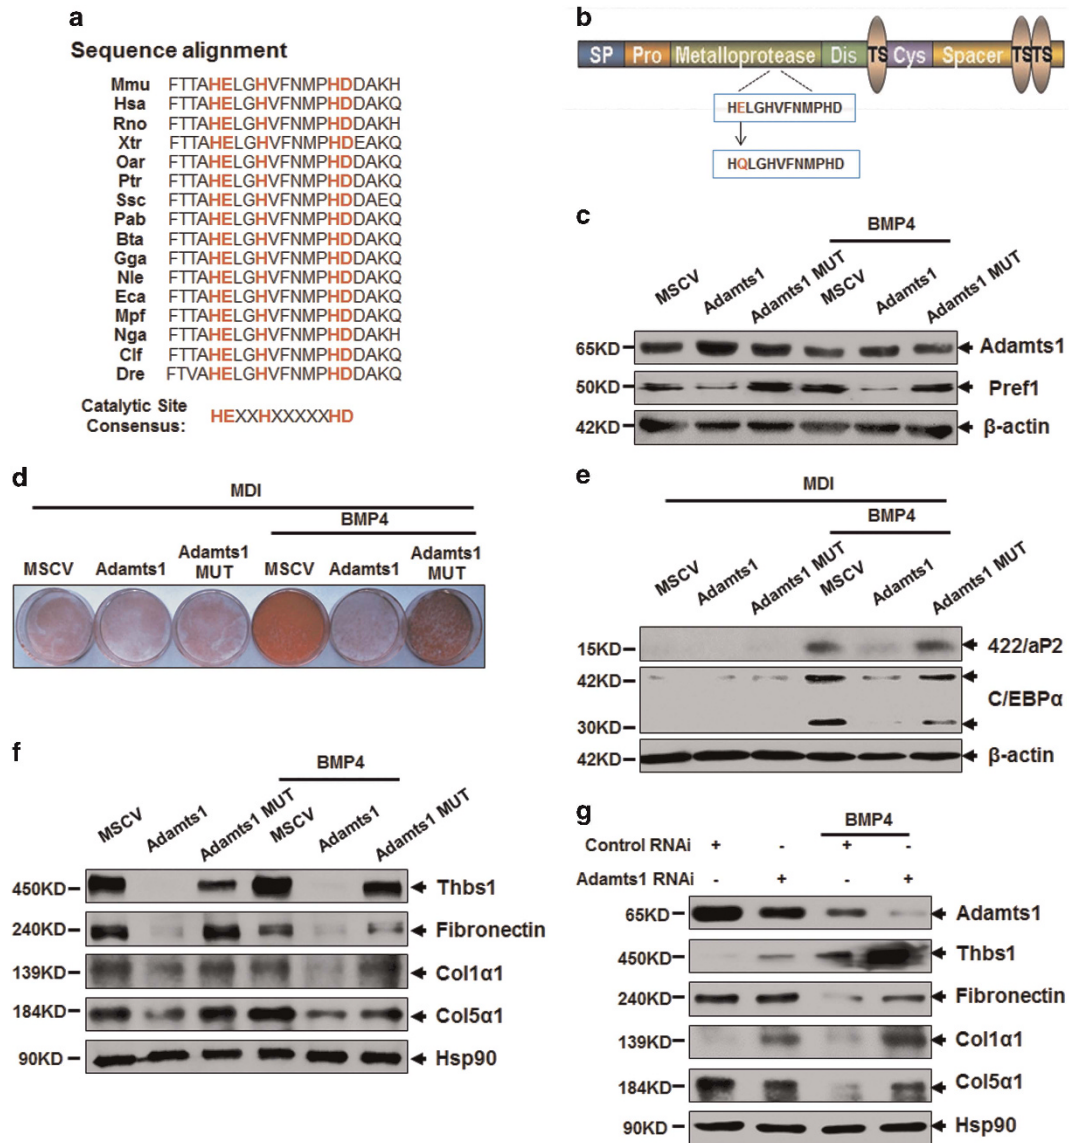 a
Sequence alignment
Mmu FTTAHELGHVFNMPHDDAKH
Hsa FTTAHELGHVFNMPHDDAKQ
Rno FTTAHELGHVFNMPHDDAKH
Xtr FTTAHELGHVFNMPHDEAKQ
Oar FTTAHELGHVFNMPHDDAKQ
Ptr FTTAHELGHVFNMPHDDAKQ
Ssc FTTAHELGHVFNMPHDDAEQ
Pab FTTAHELGHVFNMPHDDAKQ
Bta FTTAHELGHVFNMPHDDAKQ
Gga FTTAHELGHVFNMPHDDAKQ
Nle FTTAHELGHVFNMPHDDAKQ
Eca FTTAHELGHVFNMPHDDAKQ
Mpf FTTAHELGHVFNMPHDDAKQ
Nga FTTAHELGHVFNMPHDDAKH
Clf FTTAHELGHVFNMPHDDAKQ
Dre FTVAHELGHVFNMPHDDAKQ
Catalytic Site
Consensus: HEXXHXXXXXHD
b
SP Pro Metalloprotease Dis TS Cys Spacer TS TS
HELGHVFNMPHD
HQLGHVFNMPHD
c
BMP4
MSCV Adamts1 Adamts1 MUT MSCV Adamts1 Adamts1 MUT
65KD Adamts1
50KD Pref1
42KD β-actin
d
MDI
BMP4
MSCV Adamts1 Adamts1 MUT MSCV Adamts1 Adamts1 MUT
e
MDI
BMP4
MSCV Adamts1 Adamts1 MUT MSCV Adamts1 Adamts1 MUT
15KD 422/aP2
42KD
C/EBPα
30KD
42KD β-actin
f
BMP4
MSCV Adamts1 Adamts1 MUT MSCV Adamts1 Adamts1 MUT
450KD Thbs1
240KD Fibronectin
139KD Col1α1
184KD Col5α1
90KD Hsp90
g
BMP4
Control RNAi + - + -
Adamts1 RNAi - + - +
65KD Adamts1
450KD Thbs1
240KD Fibronectin
139KD Col1α1
184KD Col5α1
90KD Hsp90